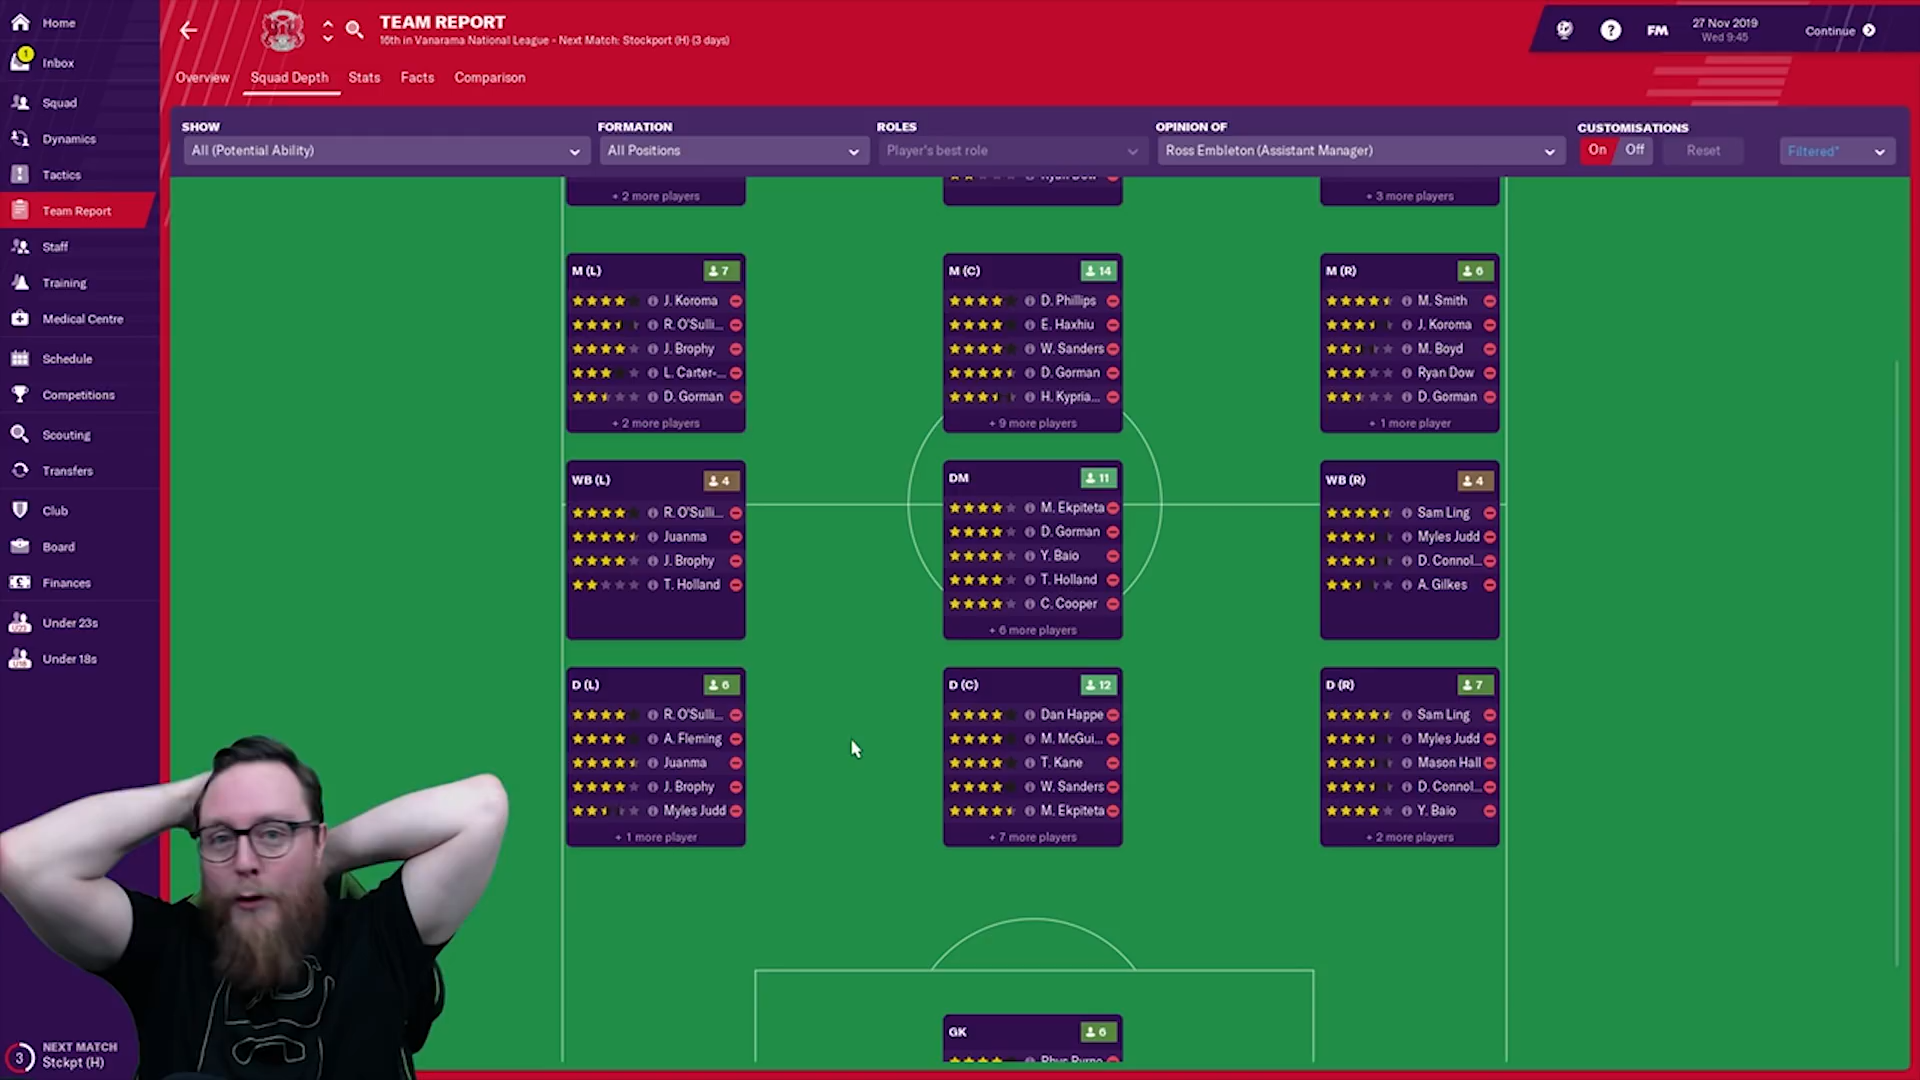 Home
1
Inbox
Squad
Dynamics
Tactics
Team Report
Staff
Training
Medical Centre
Schedule
Competitions
Scouting
Transfers
Club
Board
Finances
Under 23s
Under 18s
3
NEXT MATCH
Stckpt (H)
TEAM REPORT
16th in Vanarama National League - Next Match: Stockport (H) (3 days)
FM
27 Nov 2019
Wed 9:45
Continue
Overview Squad Depth Stats Facts Comparison
SHOW
All (Potential Ability)
FORMATION
All Positions
ROLES
Player's best role
OPINION OF
Ross Embleton (Assistant Manager)
CUSTOMISATIONS
On Off Reset
Filtered*
+ 2 more players
Ryan Dow
+ 3 more players
M (L) 7
J. Koroma
R. O'Sulli...
J. Brophy
L. Carter-...
D. Gorman
+ 2 more players
M (C) 14
D. Phillips
E. Haxhiu
W. Sanders
D. Gorman
H. Kypria...
+ 9 more players
M (R) 6
M. Smith
J. Koroma
M. Boyd
Ryan Dow
D. Gorman
+ 1 more player
WB (L) 4
R. O'Sulli...
Juanma
J. Brophy
T. Holland
DM 11
M. Ekpiteta
D. Gorman
Y. Baio
T. Holland
C. Cooper
+ 6 more players
WB (R) 4
Sam Ling
Myles Judd
D. Connol...
A. Gilkes
D (L) 6
R. O'Sulli...
A. Fleming
Juanma
J. Brophy
Myles Judd
+ 1 more player
D (C) 12
Dan Happe
M. McGui...
T. Kane
W. Sanders
M. Ekpiteta
+ 7 more players
D (R) 7
Sam Ling
Myles Judd
Mason Hall
D. Connol...
Y. Baio
+ 2 more players
GK 6
Rhys Byrne